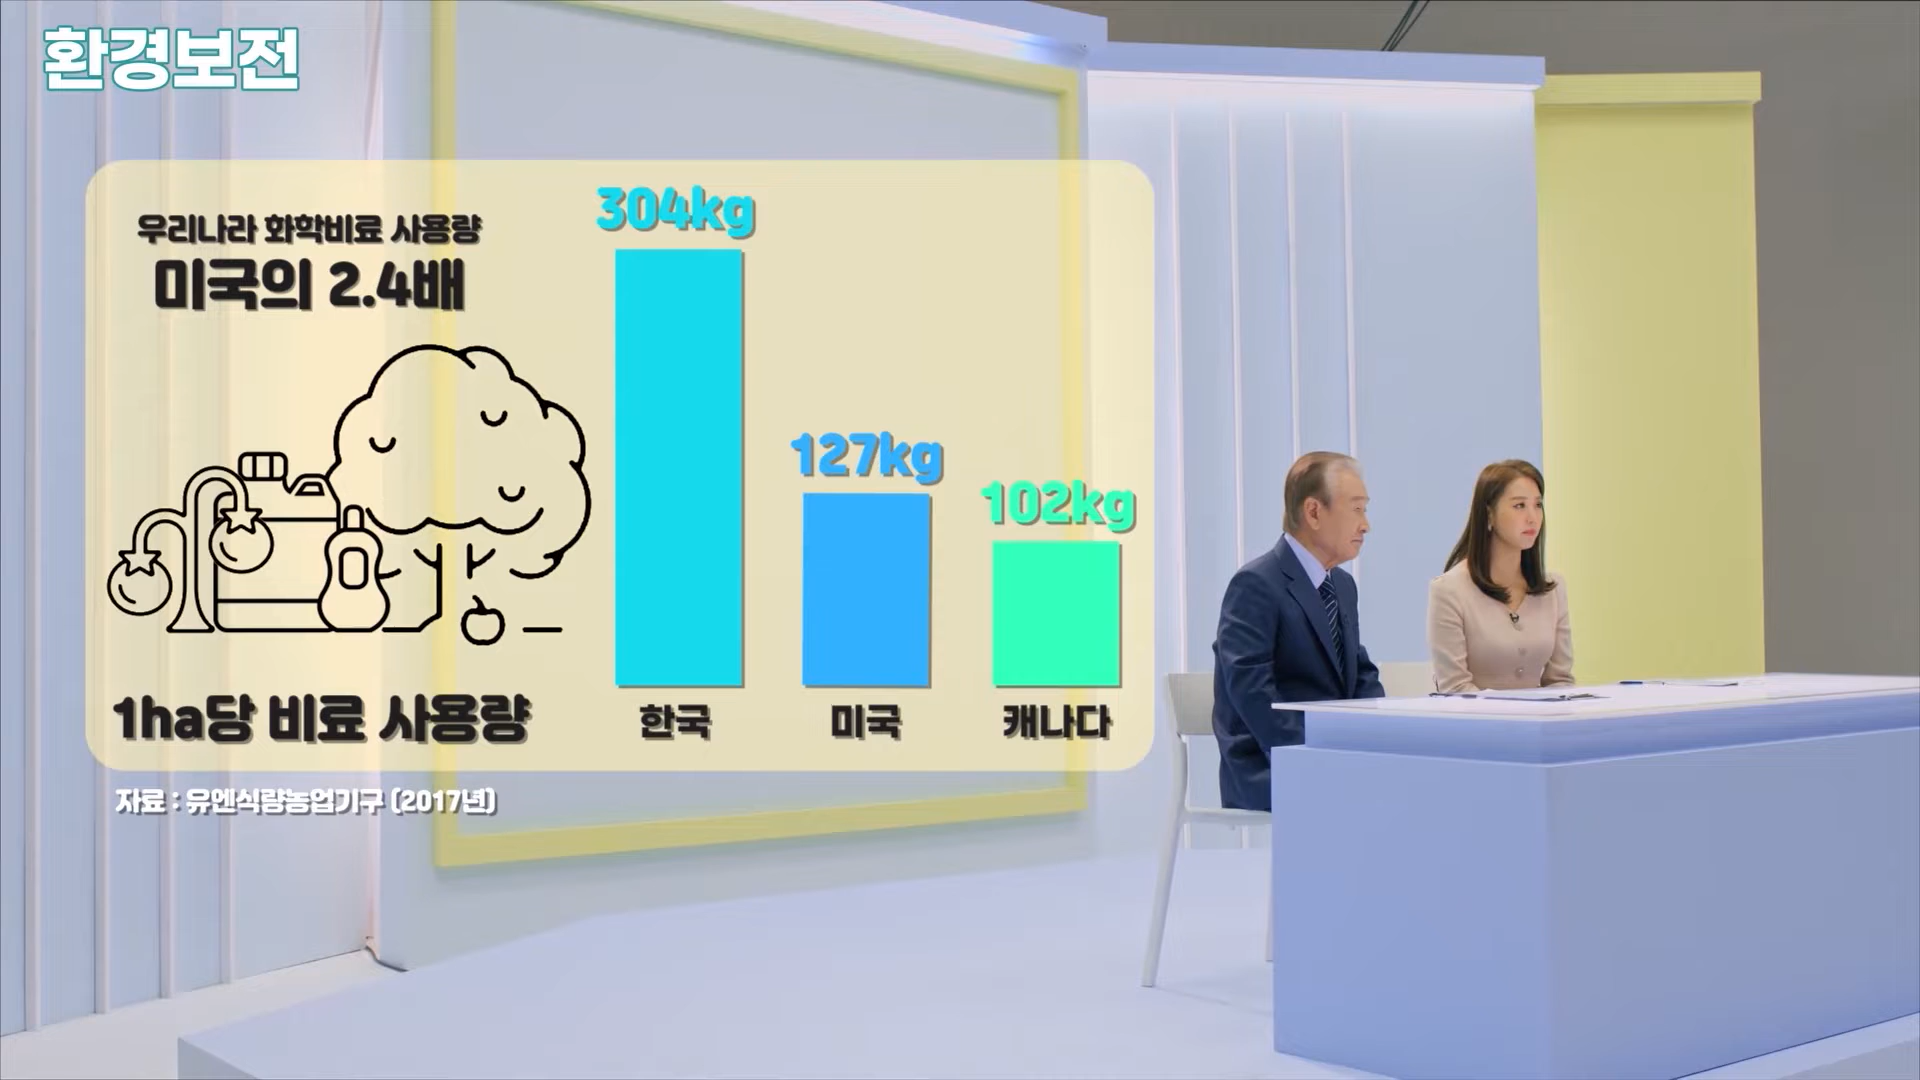 환경보전
우리나라 화학비료 사용량
미국의 2.4배
304kg
127kg
102kg
1ha당 비료 사용량
한국
미국
캐나다
자료 : 유엔식량농업기구 (2017년)